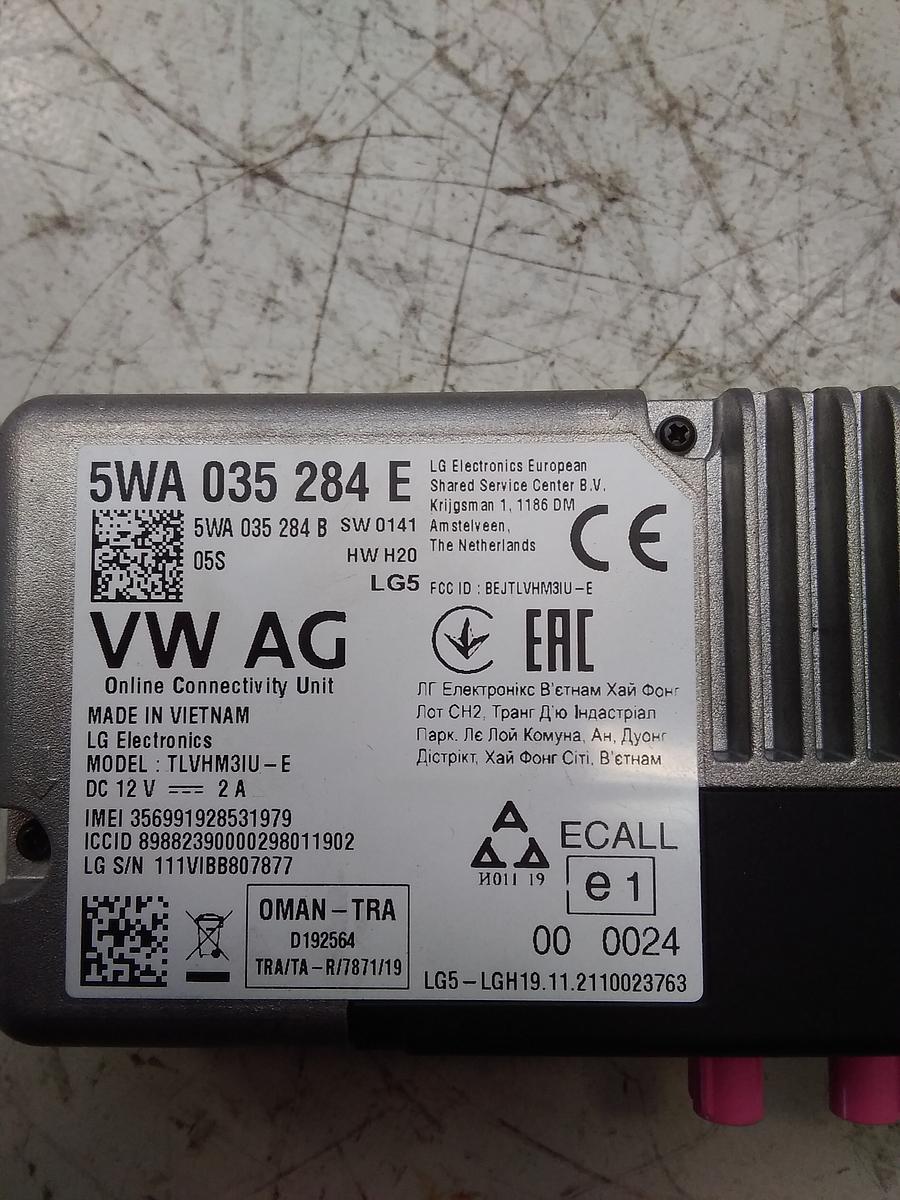 5WA 035 284 E
5WA 035 284 B SW 0141
05S HW H20
LG5
VW AG
Online Connectivity Unit
MADE IN VIETNAM
LG Electronics
MODEL : TLVHM3IU-E
DC 12 V ⎓ 2 A
IMEI 356991928531979
ICCID 89882390000298011902
LG S/N 111VIBB807877
OMAN-TRA
D192564
TRA/TA-R/7871/19
LG Electronics European
Shared Service Center B.V.
Krijgsman 1, 1186 DM
Amstelveen,
The Netherlands
CE
FCC ID : BEJTLVHM3IU-E
EAC
ЛГ Електронікс В'єтнам Хай Фонг
Лот СН2, Транг Д'ю Індастріал
Парк. Лє Лой Комуна, Ан, Дуонг
Дістрікт, Хай Фонг Сіті, В'єтнам
И011 19
ECALL
e1
00 0024
LG5-LGH19.11.2110023763